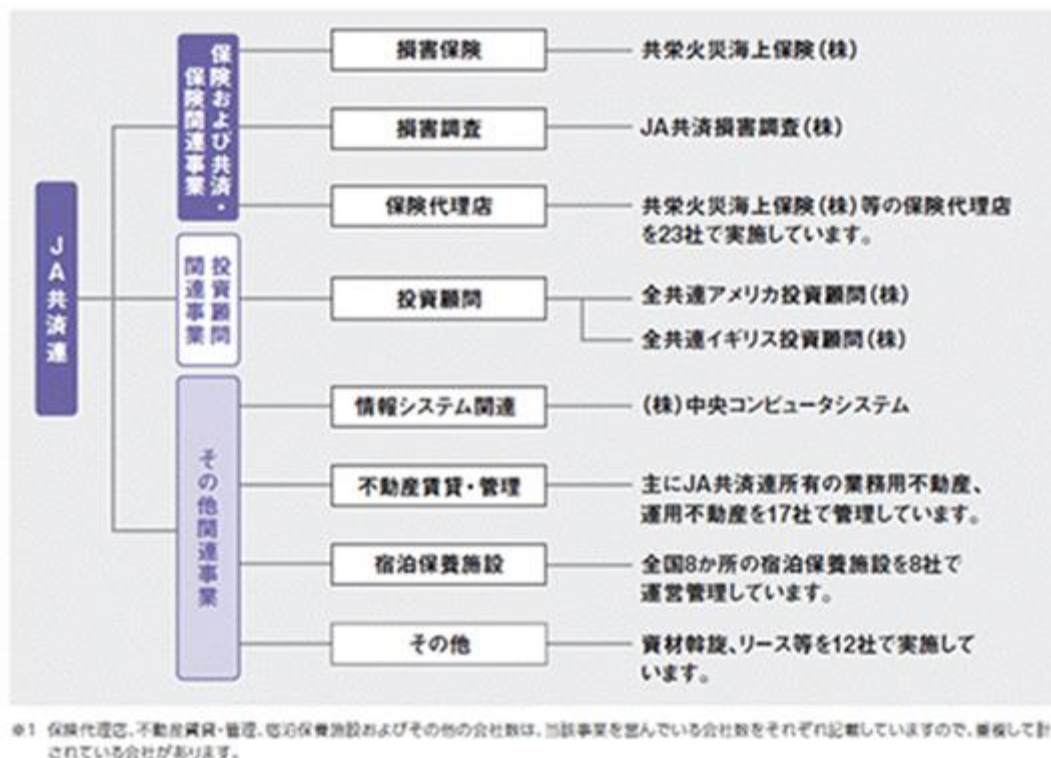 JA共済連
保険および共済・
保険関連事業
損害保険
共栄火災海上保険(株)
損害調査
JA共済損害調査(株)
保険代理店
共栄火災海上保険(株)等の保険代理店
を23社で実施しています。
投資顧問
関連事業
投資顧問
全共連アメリカ投資顧問(株)
全共連イギリス投資顧問(株)
その他関連事業
情報システム関連
(株)中央コンピュータシステム
不動産賃貸・管理
主にJA共済連所有の業務用不動産、
運用不動産を17社で管理しています。
宿泊保養施設
全国8か所の宿泊保養施設を8社で
運営管理しています。
その他
資材斡旋、リース等を12社で実施して
います。
※1 保険代理店、不動産賃貸・管理、宿泊保養施設およびその他の会社数は、当該事業を営んでいる会社数をそれぞれ記載していますので、重複して計
されている会社があります。